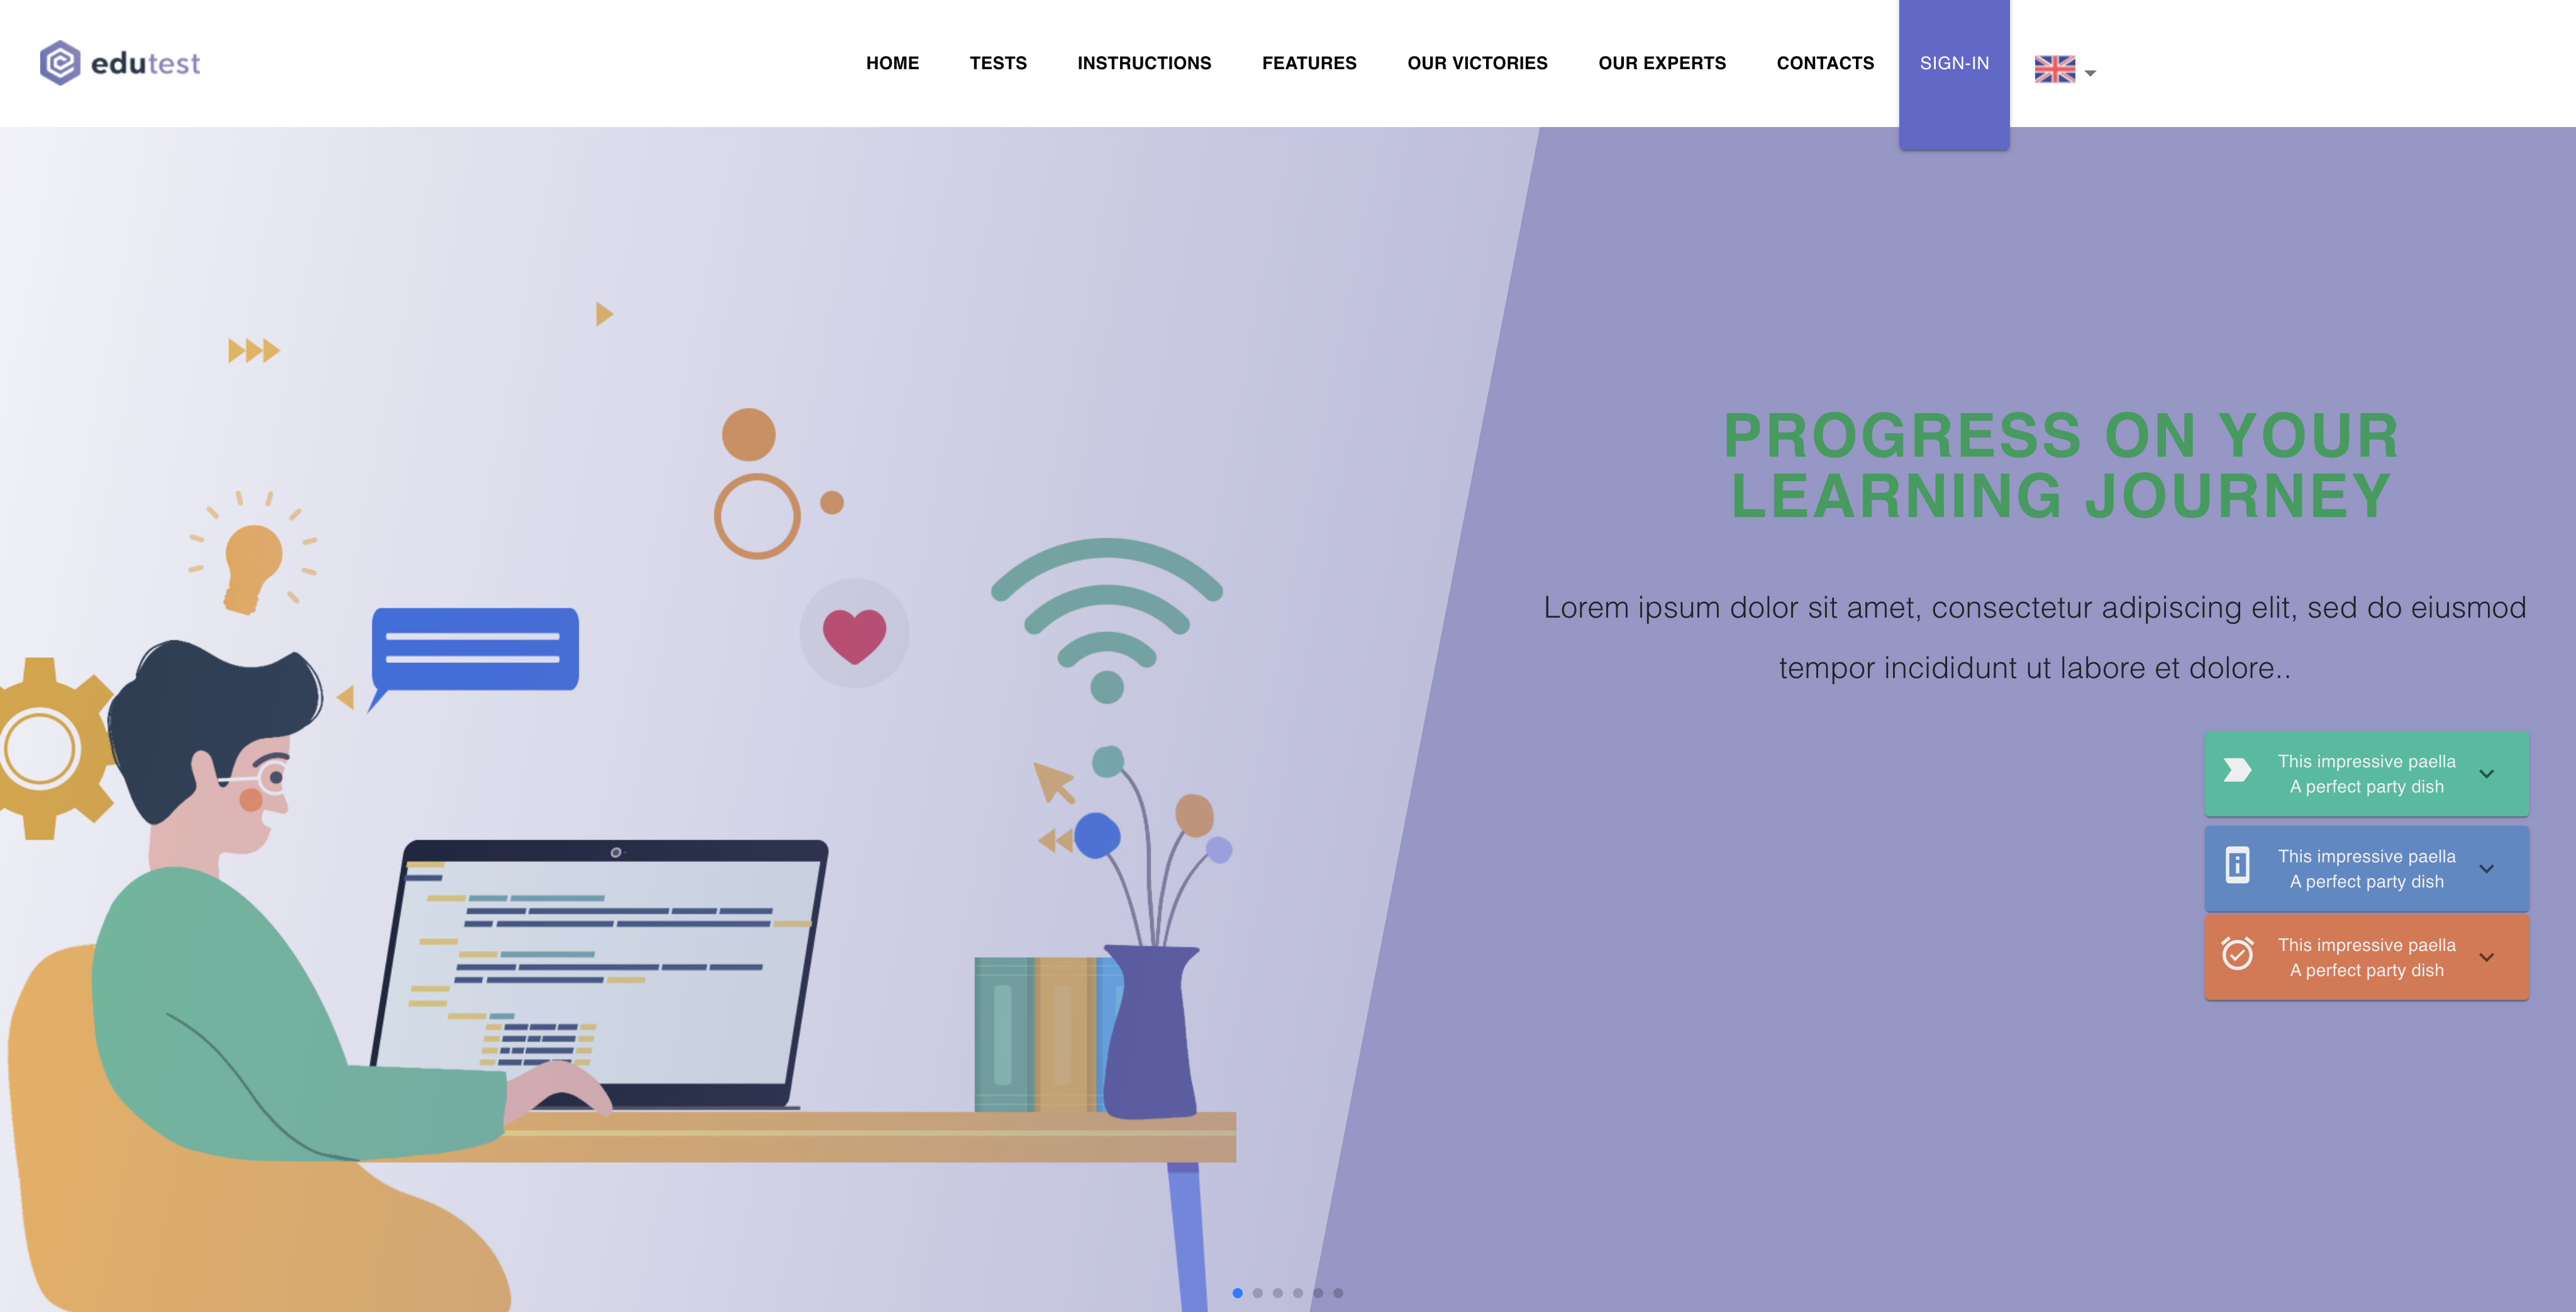 edutest
HOME TESTS INSTRUCTIONS FEATURES OUR VICTORIES OUR EXPERTS CONTACTS SIGN-IN
PROGRESS ON YOUR
LEARNING JOURNEY
Lorem ipsum dolor sit amet, consectetur adipiscing elit, sed do eiusmod
tempor incididunt ut labore et dolore..
This impressive paella
A perfect party dish
This impressive paella
A perfect party dish
This impressive paella
A perfect party dish